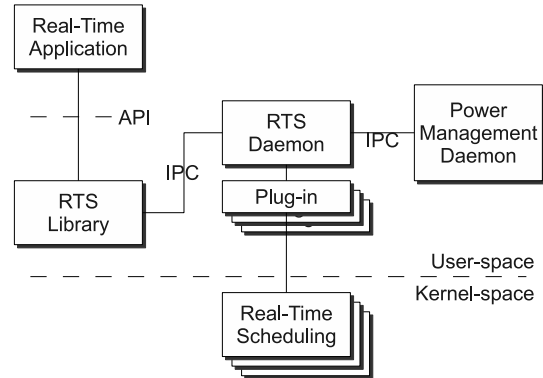 Real-Time
Application
API
RTS
Library
IPC
RTS
Daemon
IPC
Power
Management
Daemon
Plug-in
User-space
Kernel-space
Real-Time
Scheduling